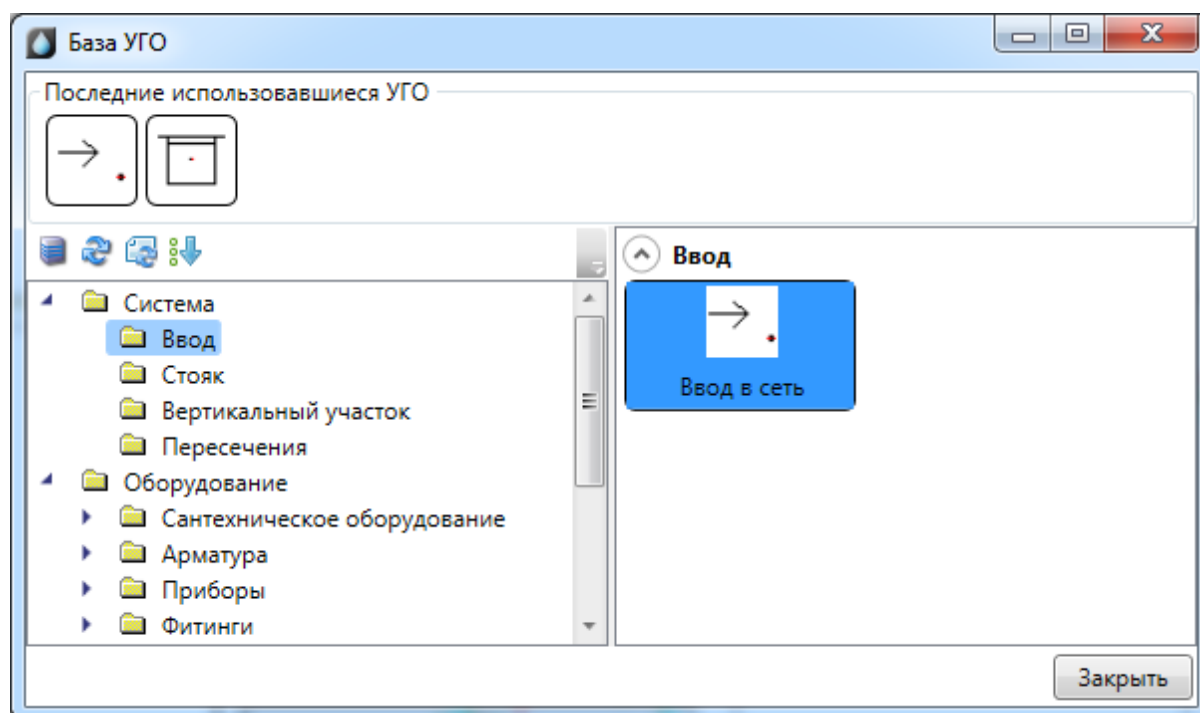 База УГО
Последние использовавшиеся УГО
Система
Ввод
Стояк
Вертикальный участок
Пересечения
Оборудование
Сантехническое оборудование
Арматура
Приборы
Фитинги
Ввод
Ввод в сеть
Закрыть